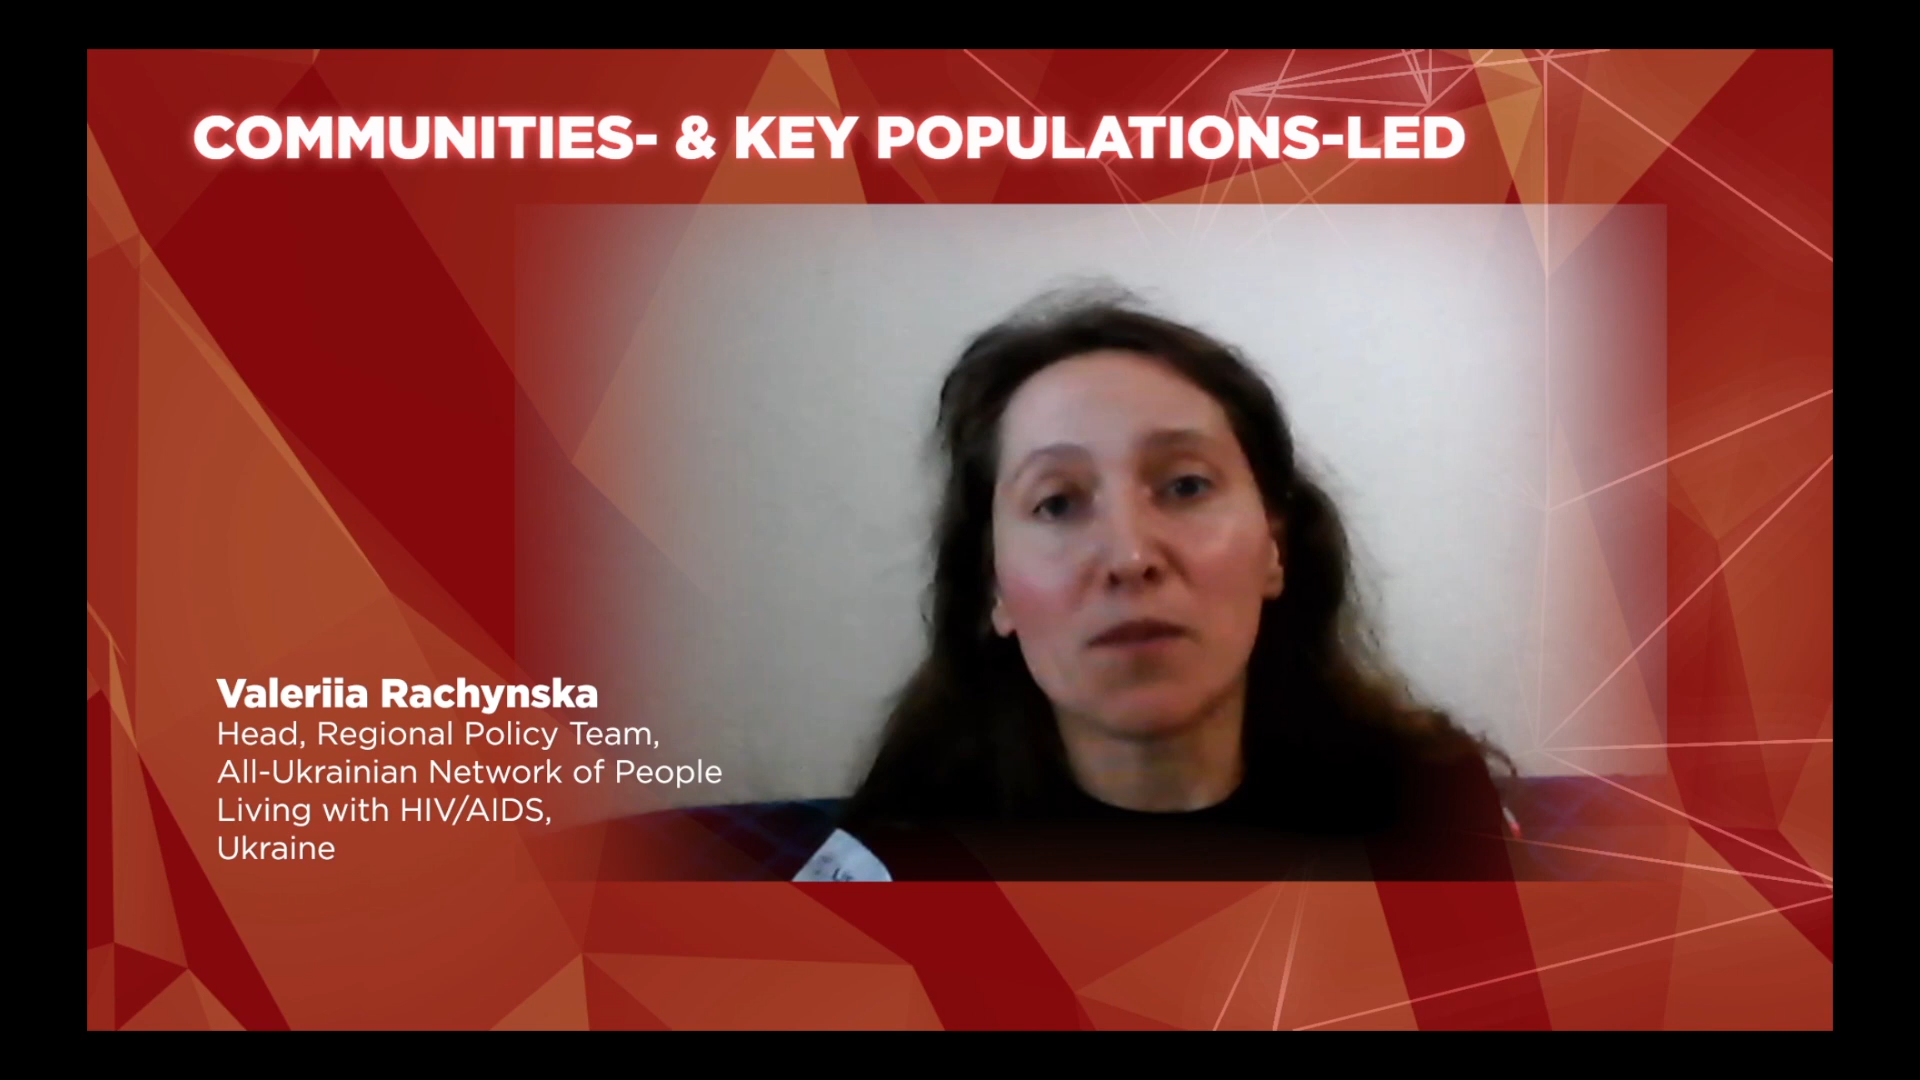 COMMUNITIES- & KEY POPULATIONS-LED
Valeriia Rachynska
Head, Regional Policy Team,
All-Ukrainian Network of People
Living with HIV/AIDS,
Ukraine